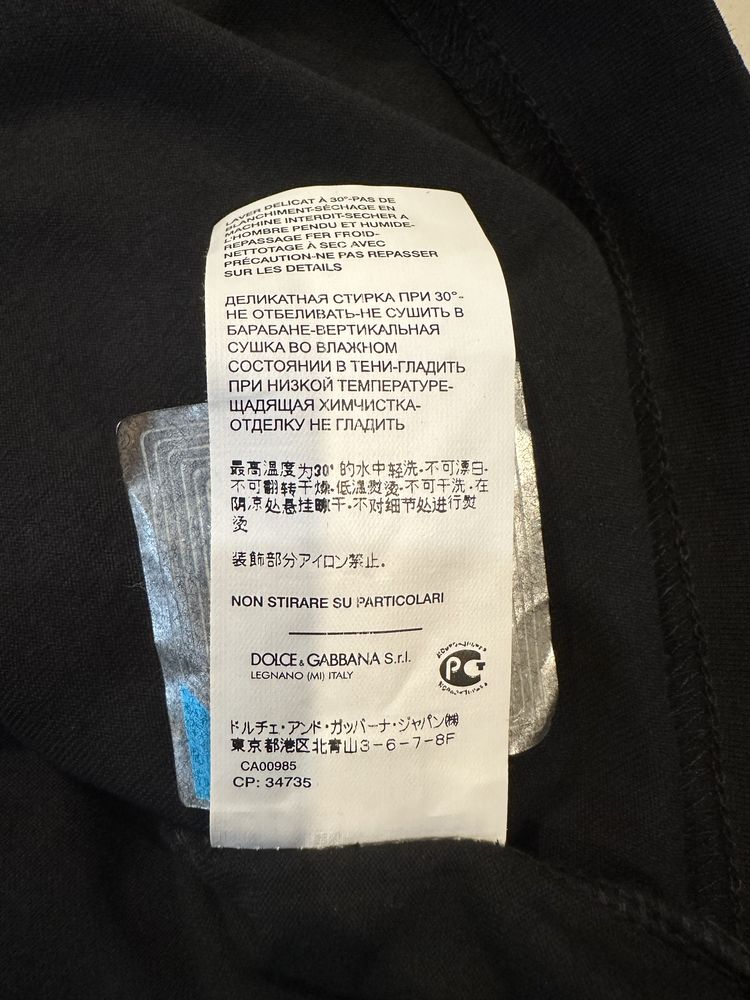 LAVER DELICAT À 30°-PAS DE
BLANCHIMENT-SÉCHAGE EN
MACHINE INTERDIT-SECHER A
L'HOMBRE PENDU ET HUMIDE-
REPASSAGE FER FROID-
NETTOTAGE À SEC AVEC
PRÉCAUTION-NE PAS REPASSER
SUR LES DETAILS
ДЕЛИКАТНАЯ СТИРКА ПРИ 30°-
НЕ ОТБЕЛИВАТЬ-НЕ СУШИТЬ В
БАРАБАНЕ-ВЕРТИКАЛЬНАЯ
СУШКА ВО ВЛАЖНОМ
СОСТОЯНИИ В ТЕНИ-ГЛАДИТЬ
ПРИ НИЗКОЙ ТЕМПЕРАТУРЕ-
ЩАДЯЩАЯ ХИМЧИСТКА-
ОТДЕЛКУ НЕ ГЛАДИТЬ
最高温度为30°的水中轻洗·不可漂白·
不可翻转干燥·低温熨烫·不可干洗·在
阴凉处悬挂晾干·不对细节处进行熨
烫
装飾部分アイロン禁止。
NON STIRARE SU PARTICOLARI
DOLCE & GABBANA S.r.l.
LEGNANO (MI) ITALY
РСТ
ドルチェ・アンド・ガッバーナ・ジャパン㈱
東京都港区北青山3-6-7-8F
CA00985
CP: 34735